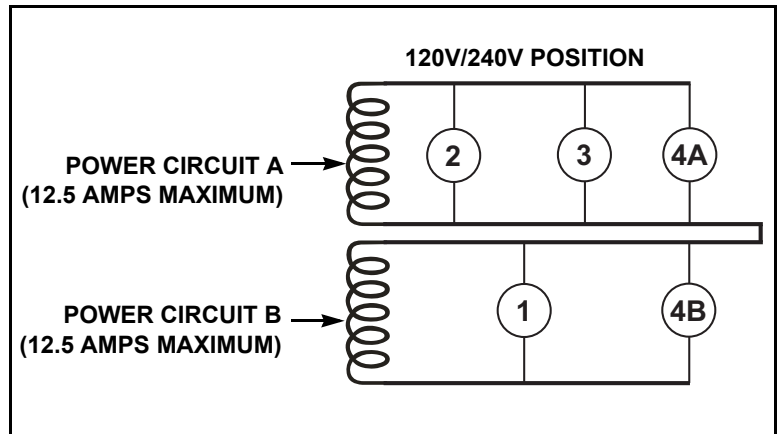 120V/240V POSITION
POWER CIRCUIT A
(12.5 AMPS MAXIMUM)
2
3
4A
POWER CIRCUIT B
(12.5 AMPS MAXIMUM)
1
4B